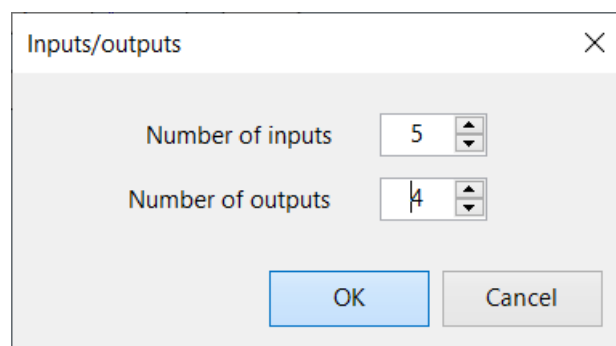 Inputs/outputs
Number of inputs 5
Number of outputs 4
OK Cancel